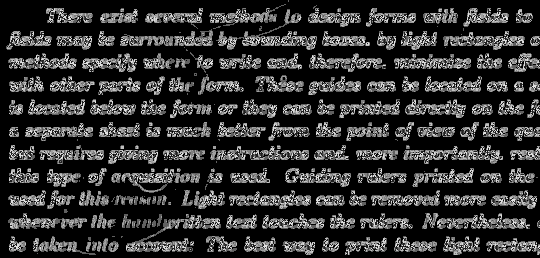 There exist several methods to design forms with fields to
fields may be surrounded by bounding boxes, by light rectangles o
methods specify where to write and, therefore, minimize the effe
with other parts of the form. These guides can be located on a s
is located below the form or they can be printed directly on the fo
a separate sheet is much better from the point of view of the qua
but requires giving more instructions and, more importantly, rest
this type of acquisition is used. Guiding rulers printed on the
used for this reason. Light rectangles can be removed more easily
whenever the handwritten text touches the rulers. Nevertheless,
be taken into account: The best way to print these light rectang